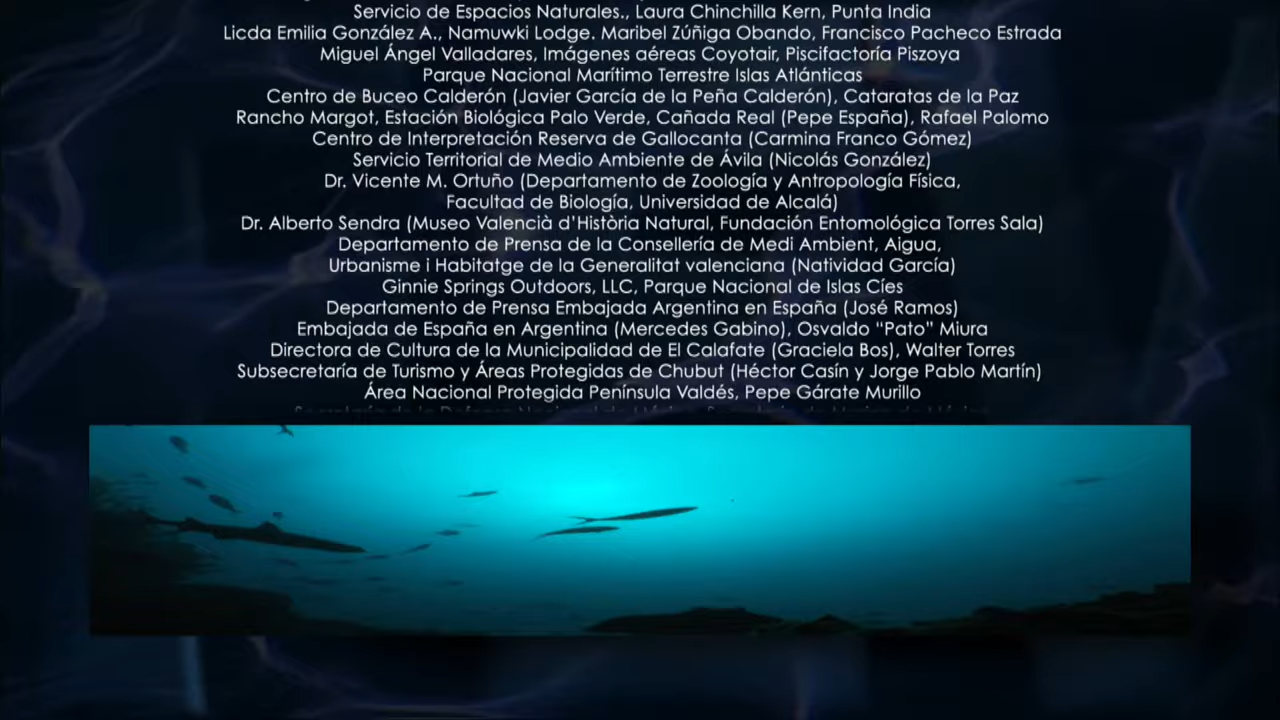 Servicio de Espacios Naturales., Laura Chinchilla Kern, Punta India
Licda Emilia González A., Namuwki Lodge. Maribel Zúñiga Obando, Francisco Pacheco Estrada
Miguel Ángel Valladares, Imágenes aéreas Coyotair, Piscifactoría Piszoya
Parque Nacional Marítimo Terrestre Islas Atlánticas
Centro de Buceo Calderón (Javier García de la Peña Calderón), Cataratas de la Paz
Rancho Margot, Estación Biológica Palo Verde, Cañada Real (Pepe España), Rafael Palomo
Centro de Interpretación Reserva de Gallocanta (Carmina Franco Gómez)
Servicio Territorial de Medio Ambiente de Ávila (Nicolás González)
Dr. Vicente M. Ortuño (Departamento de Zoología y Antropología Física,
Facultad de Biología, Universidad de Alcalá)
Dr. Alberto Sendra (Museo Valencià d'Història Natural, Fundación Entomológica Torres Sala)
Departamento de Prensa de la Consellería de Medi Ambient, Aigua,
Urbanisme i Habitatge de la Generalitat valenciana (Natividad García)
Ginnie Springs Outdoors, LLC, Parque Nacional de Islas Cíes
Departamento de Prensa Embajada Argentina en España (José Ramos)
Embajada de España en Argentina (Mercedes Gabino), Osvaldo “Pato” Miura
Directora de Cultura de la Municipalidad de El Calafate (Graciela Bos), Walter Torres
Subsecretaría de Turismo y Áreas Protegidas de Chubut (Héctor Casín y Jorge Pablo Martín)
Área Nacional Protegida Península Valdés, Pepe Gárate Murillo